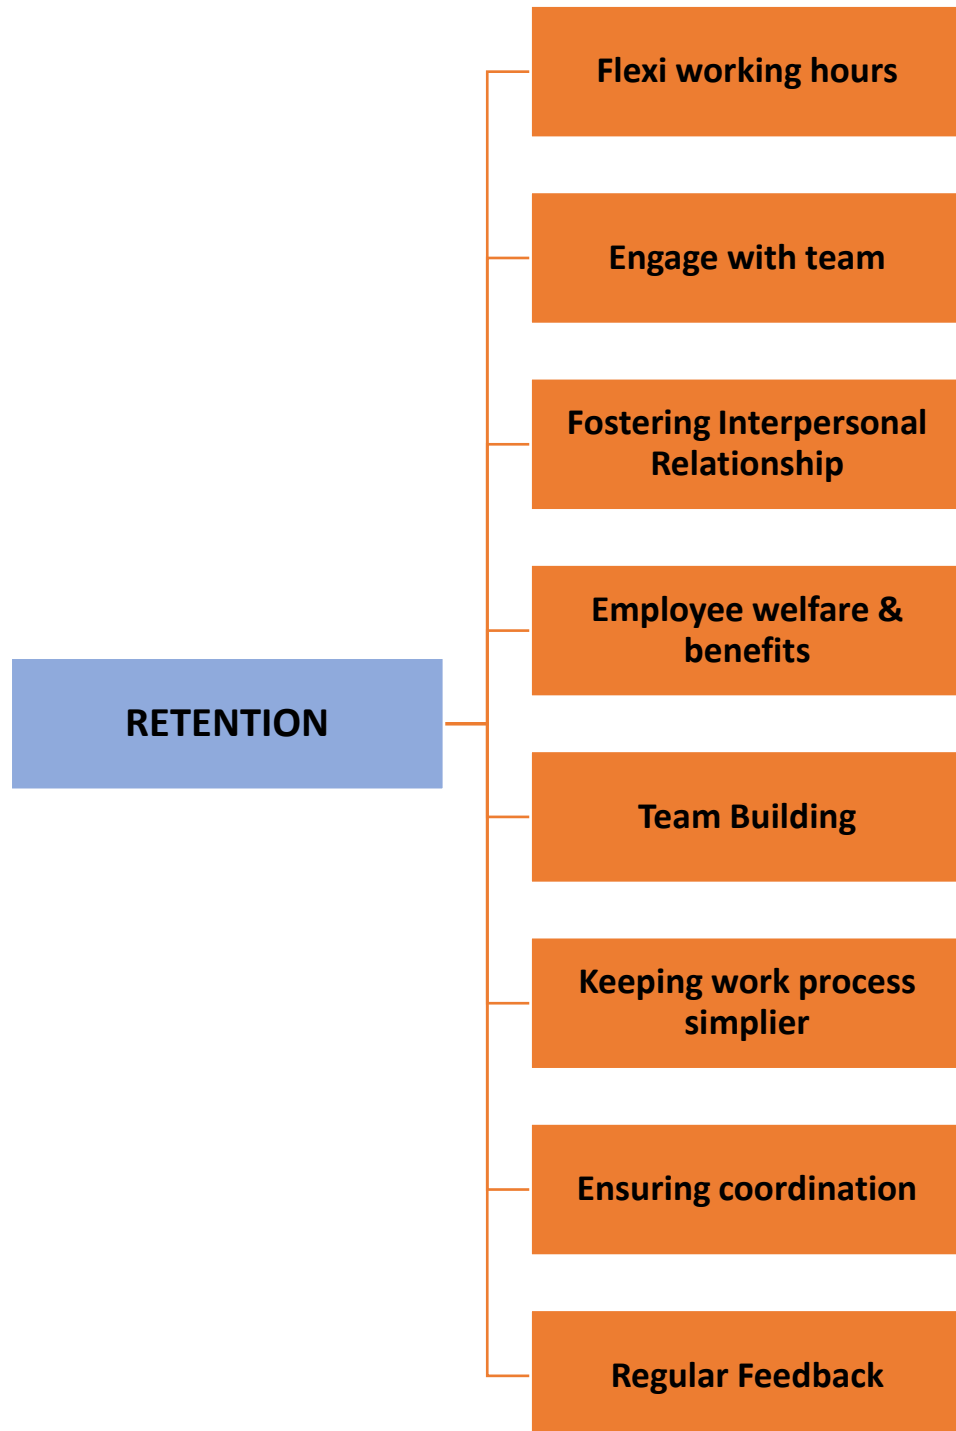 RETENTION
Flexi working hours
Engage with team
Fostering Interpersonal
Relationship
Employee welfare &
benefits
Team Building
Keeping work process
simplier
Ensuring coordination
Regular Feedback